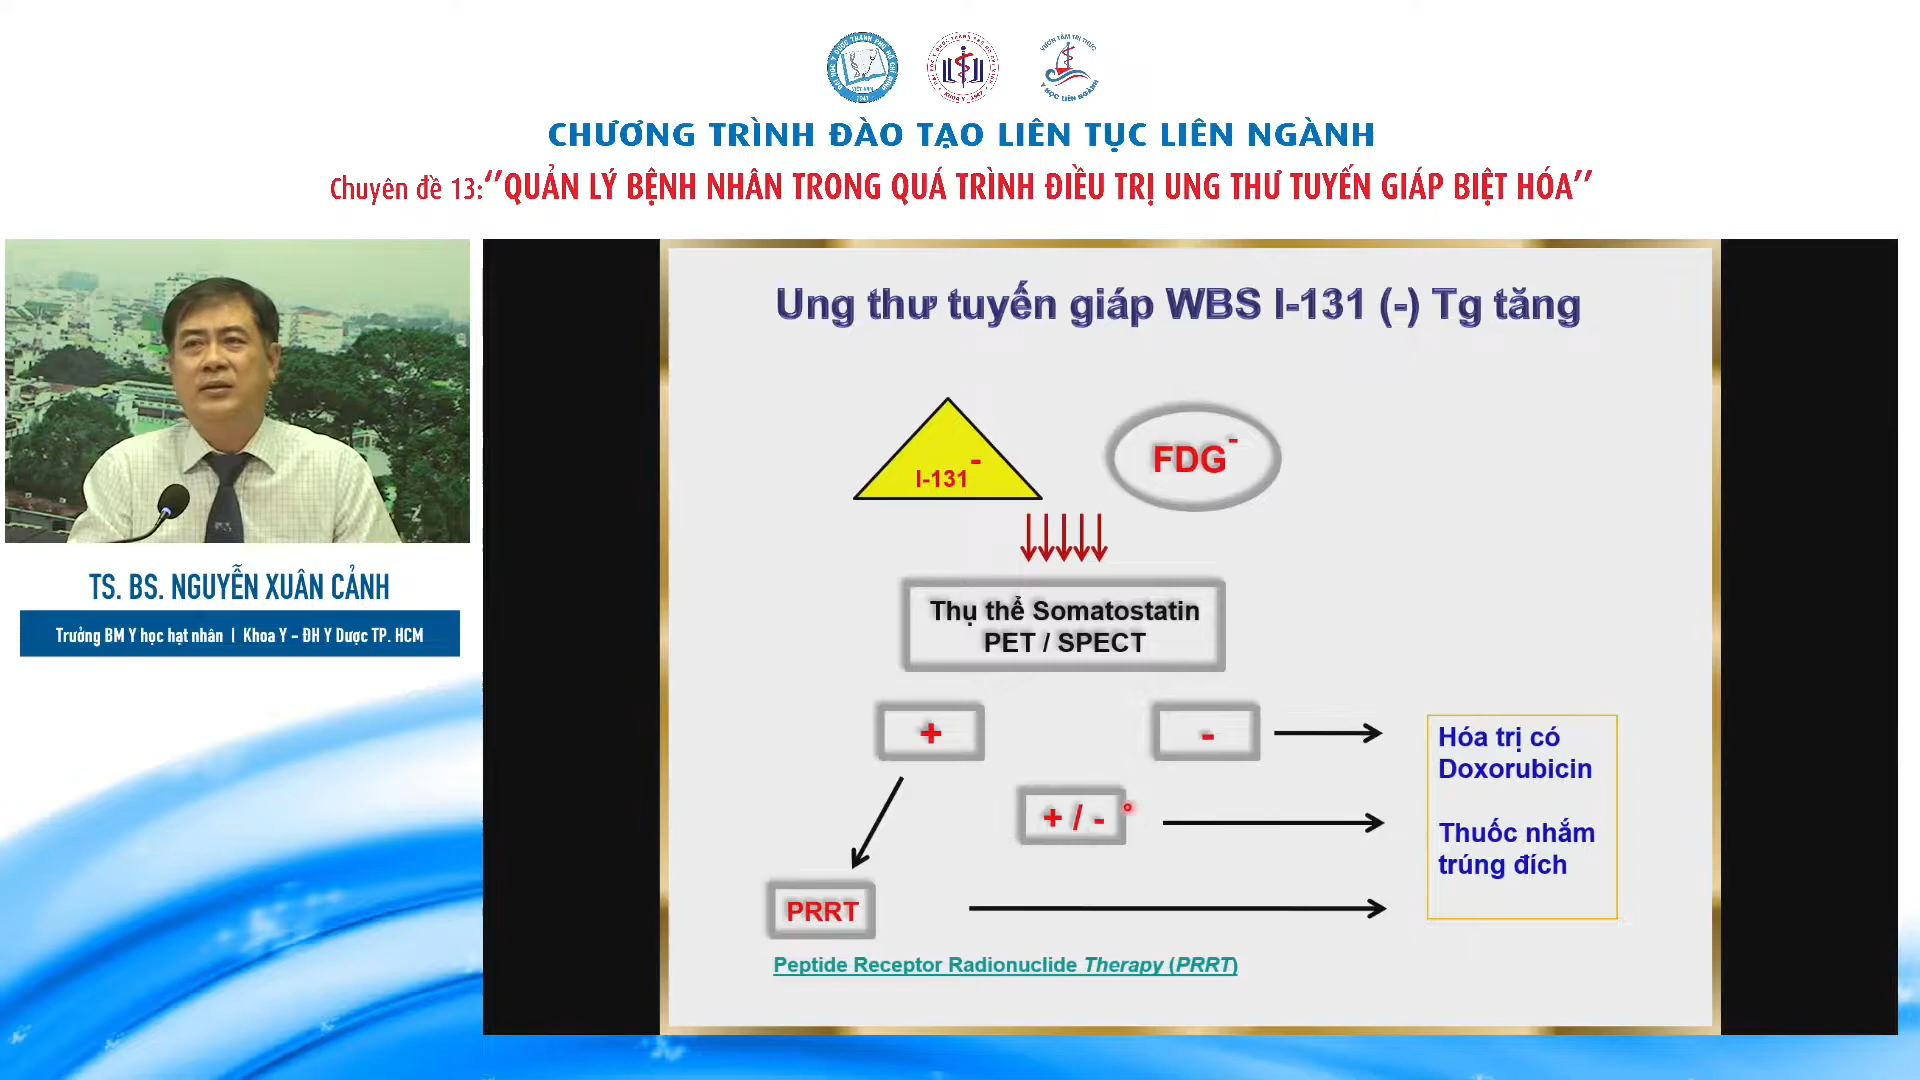 CHƯƠNG TRÌNH ĐÀO TẠO LIÊN TỤC LIÊN NGÀNH
Chuyên đề 13:‘’QUẢN LÝ BỆNH NHÂN TRONG QUÁ TRÌNH ĐIỀU TRỊ UNG THƯ TUYẾN GIÁP BIỆT HÓA’’
TS. BS. NGUYỄN XUÂN CẢNH
Trưởng BM Y học hạt nhân | Khoa Y – ĐH Y Dược TP. HCM
Ung thư tuyến giáp WBS I-131 (-) Tg tăng
I-131 -
FDG -
Thụ thể Somatostatin
PET / SPECT
+
-
+ / -
PRRT
Hóa trị có
Doxorubicin
Thuốc nhắm
trúng đích
Peptide Receptor Radionuclide Therapy (PRRT)